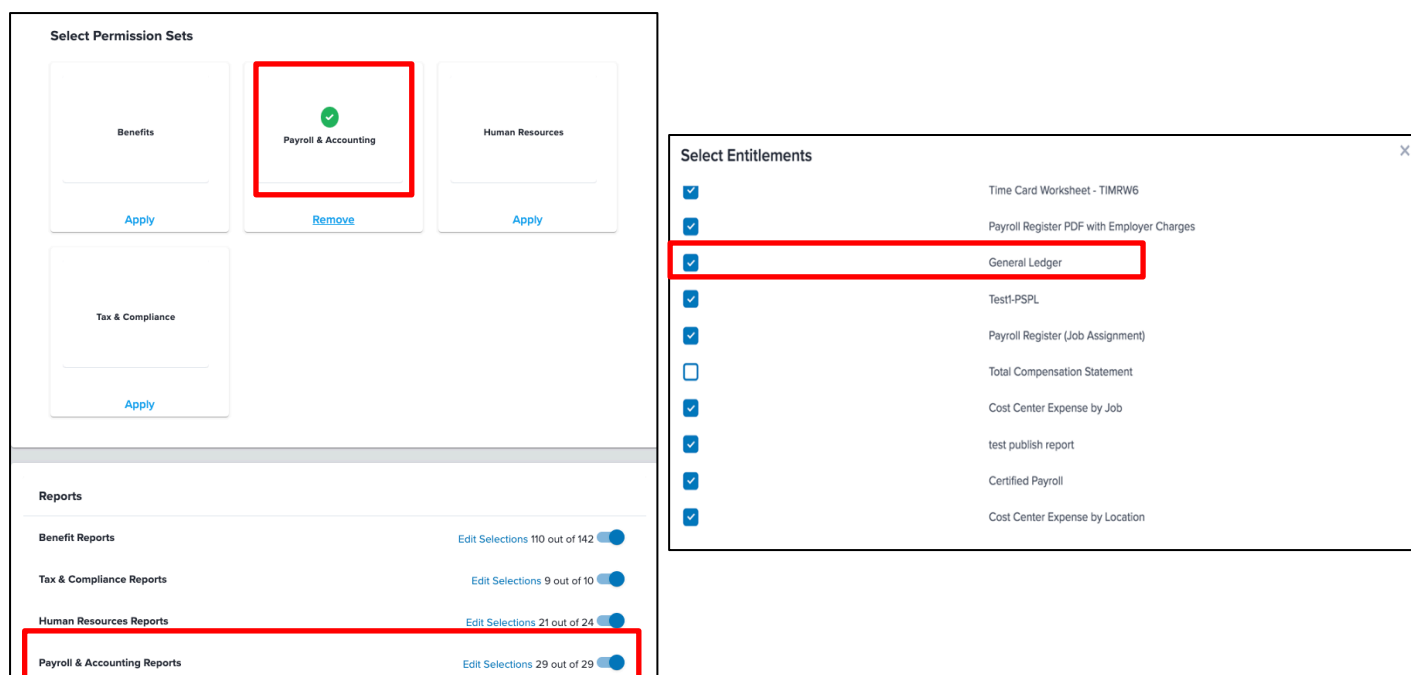 Select Permission Sets
Benefits
Payroll & Accounting
Human Resources
Apply
Remove
Apply
Tax & Compliance
Apply
Reports
Benefit Reports
Edit Selections 110 out of 142
Tax & Compliance Reports
Edit Selections 9 out of 10
Human Resources Reports
Edit Selections 21 out of 24
Payroll & Accounting Reports
Edit Selections 29 out of 29
Select Entitlements
Time Card Worksheet - TIMRW6
Payroll Register PDF with Employer Charges
General Ledger
Test1-PSPL
Payroll Register (Job Assignment)
Total Compensation Statement
Cost Center Expense by Job
test publish report
Certified Payroll
Cost Center Expense by Location